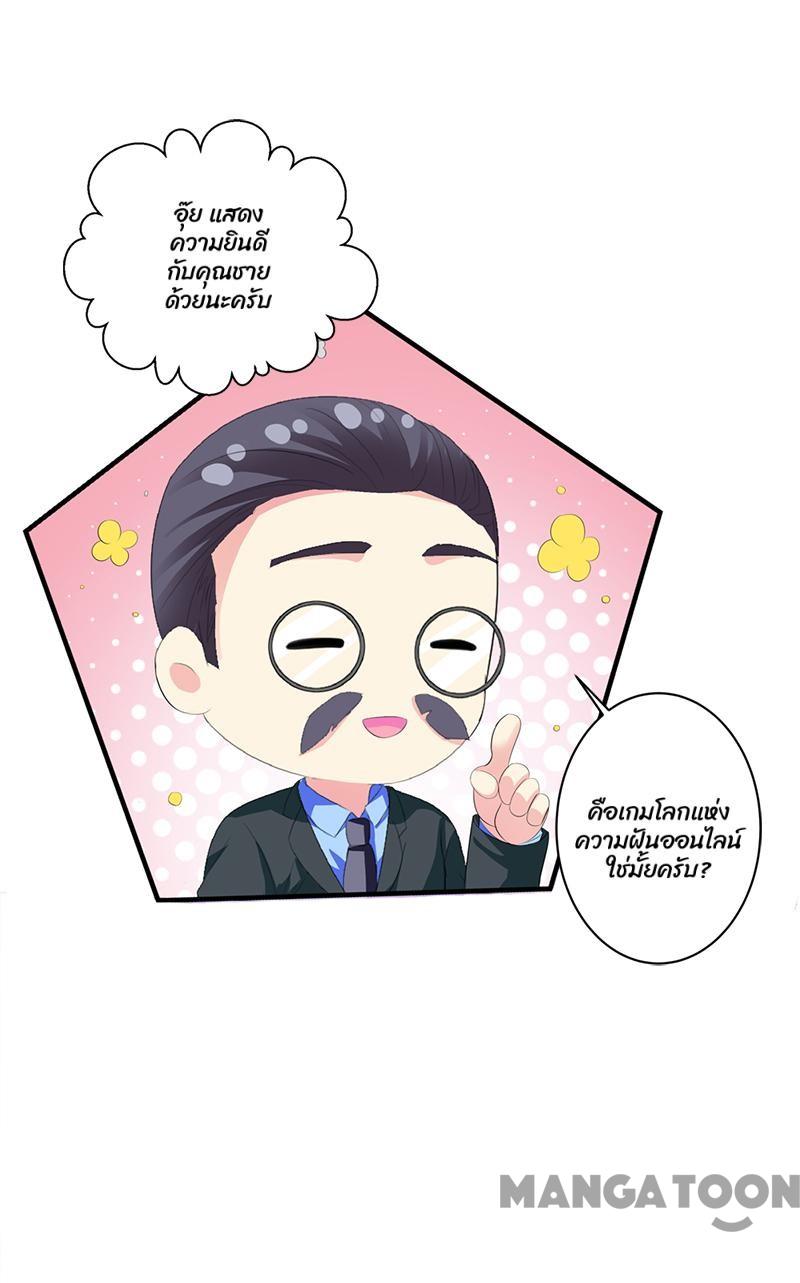 อุ๊ย แสดง
ความยินดี
กับคุณชาย
ด้วยนะครับ
คือเกมโลกแห่ง
ความฝันออนไลน์
ใช่มั้ยครับ?
MANGATOON